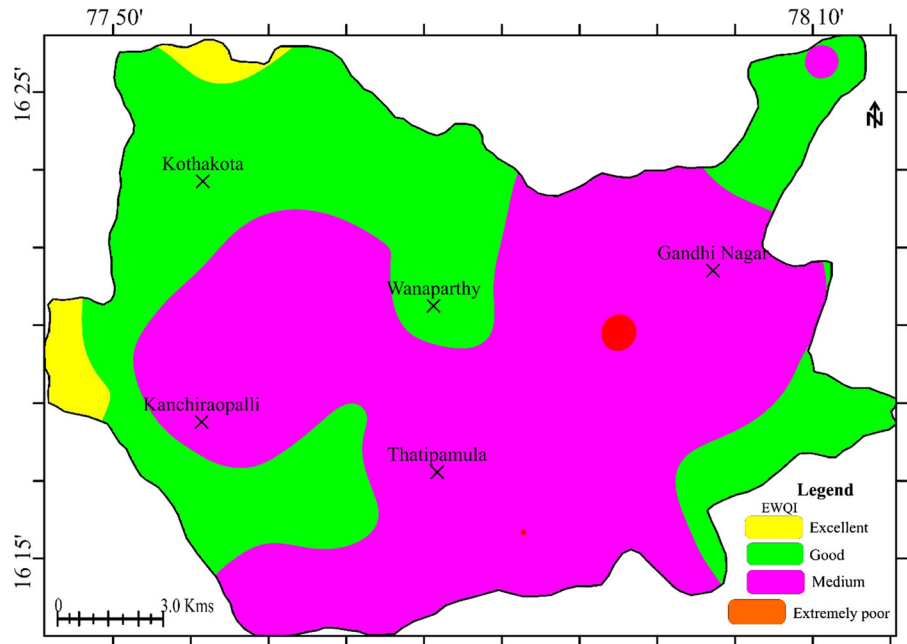 77.50'
78.10'
16 25'
N
Kothakota
Gandhi Nagar
Wanaparthy
Kanchiraopalli
Thatipamula
16 15'
Legend
EWQI
Excellent
Good
Medium
Extremely poor
0
3.0 Kms